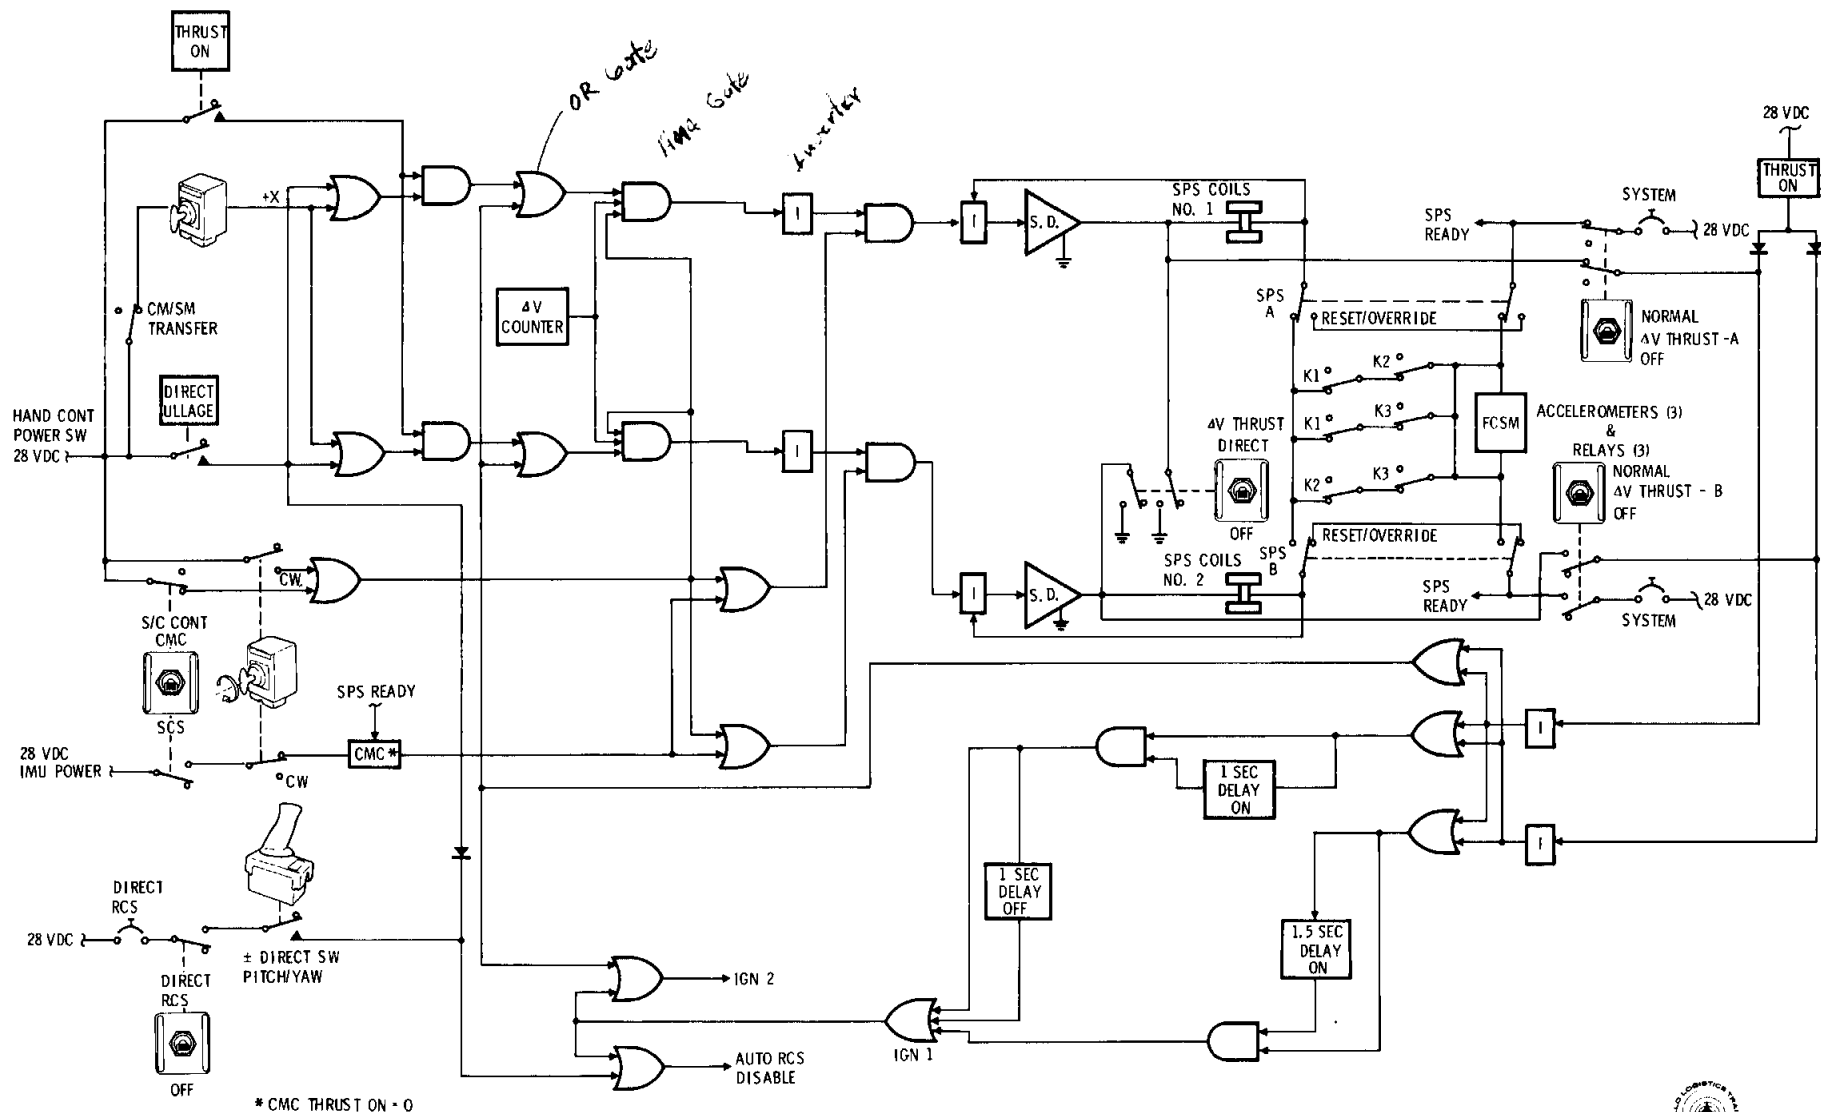 THRUST
ON
OR Gate
Gate
Inverter
28 VDC
THRUST
ON
+X
I
S. D.
SPS COILS
NO. 1
I
SPS
READY
SYSTEM
28 VDC
CM/SM
TRANSFER
ΔV
COUNTER
SPS
A
RESET/OVERRIDE
NORMAL
ΔV THRUST -A
OFF
K1
K2
DIRECT
ULLAGE
HAND CONT
POWER SW
28 VDC
I
ΔV THRUST
DIRECT
OFF
K1
K3
K2
K3
FCSM
ACCELEROMETERS (3)
&
RELAYS (3)
NORMAL
ΔV THRUST - B
OFF
CW
I
S. D.
SPS COILS
NO. 2
SPS
B
RESET/OVERRIDE
SPS
READY
28 VDC
SYSTEM
S/C CONT
CMC
SCS
SPS READY
CMC *
28 VDC
IMU POWER
CW
1 SEC
DELAY
ON
I
I
1 SEC
DELAY
OFF
1.5 SEC
DELAY
ON
DIRECT
RCS
28 VDC
± DIRECT SW
PITCH/YAW
DIRECT
RCS
OFF
IGN 2
IGN 1
AUTO RCS
DISABLE
* CMC THRUST ON = 0